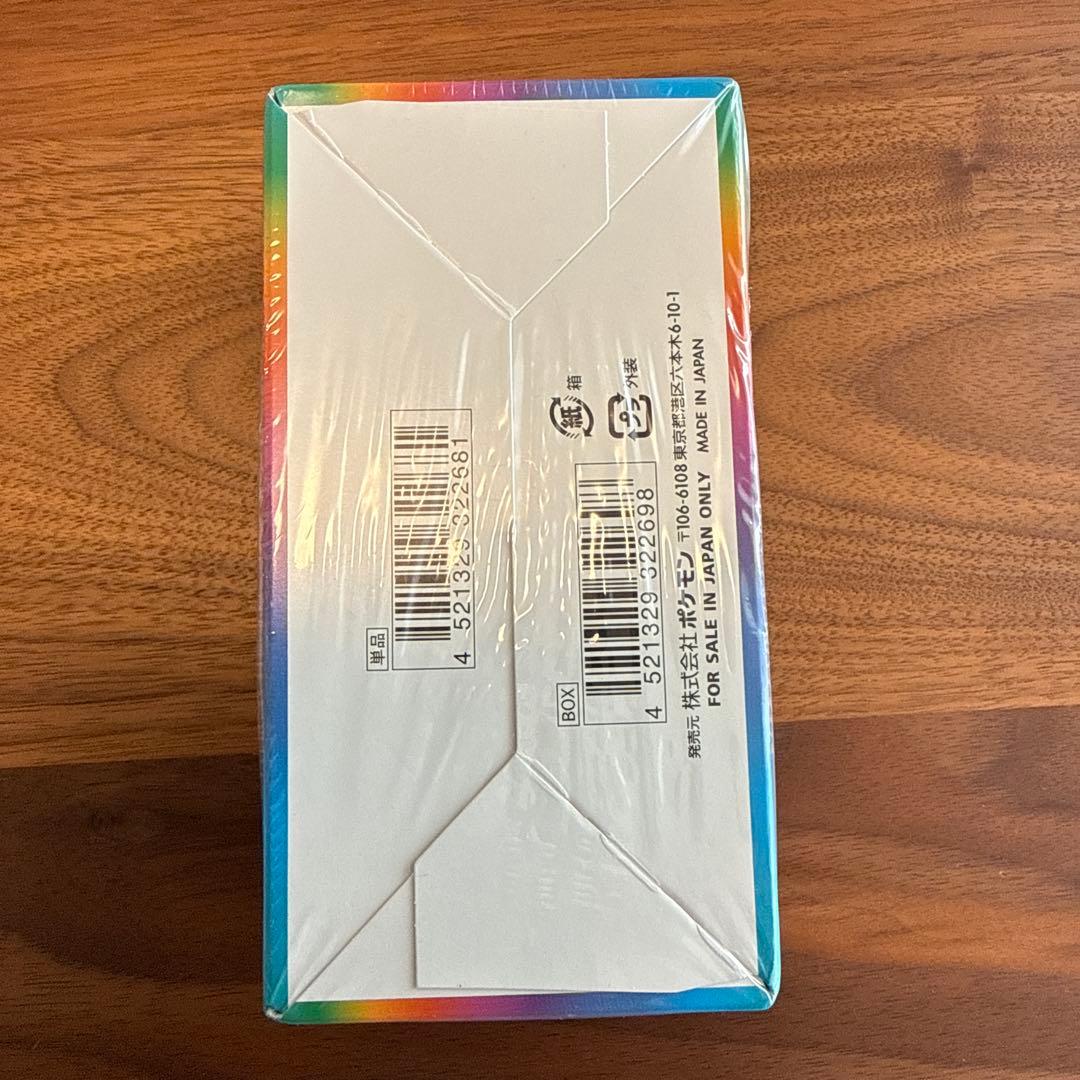 単品
4 521329 322681
BOX
4 521329 322698
紙 箱
プラ 外装
発売元 株式会社 ポケモン 〒106-6108 東京都港区六本木6-10-1
FOR SALE IN JAPAN ONLY MADE IN JAPAN